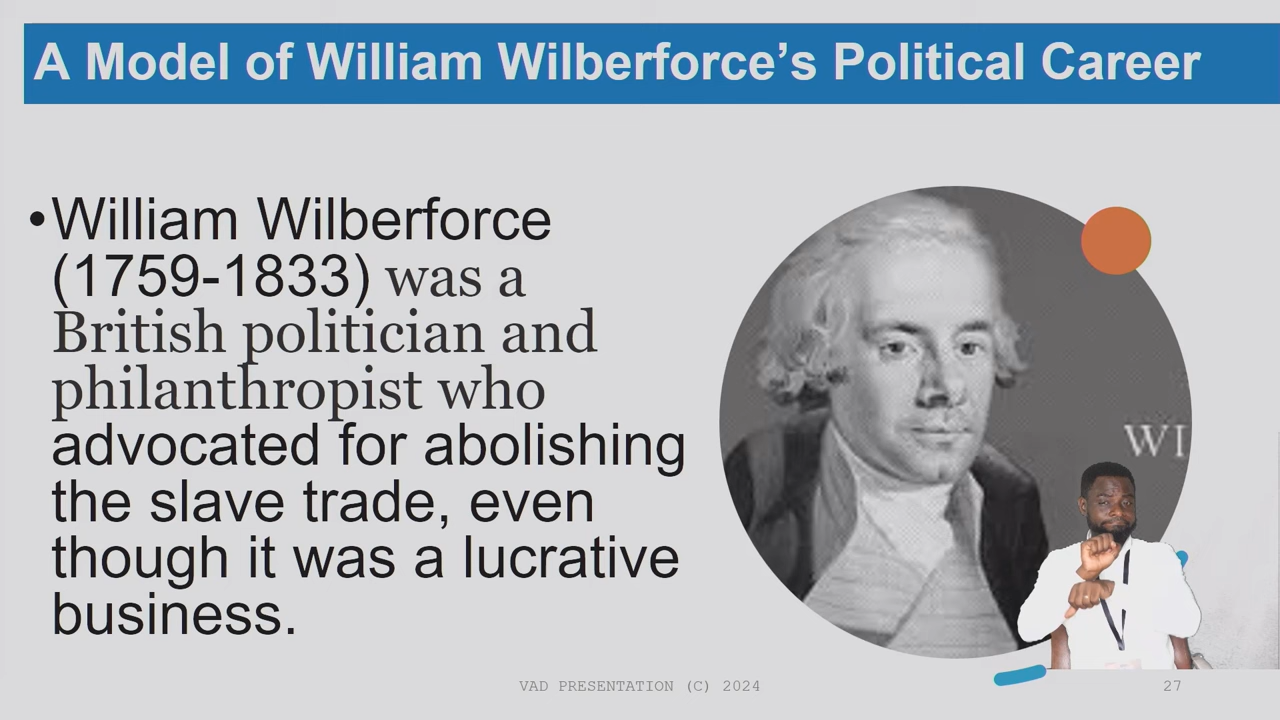 A Model of William Wilberforce’s Political Career
•William Wilberforce
(1759-1833) was a
British politician and
philanthropist who
advocated for abolishing
the slave trade, even
though it was a lucrative
business.
WI
VAD PRESENTATION (C) 2024
27